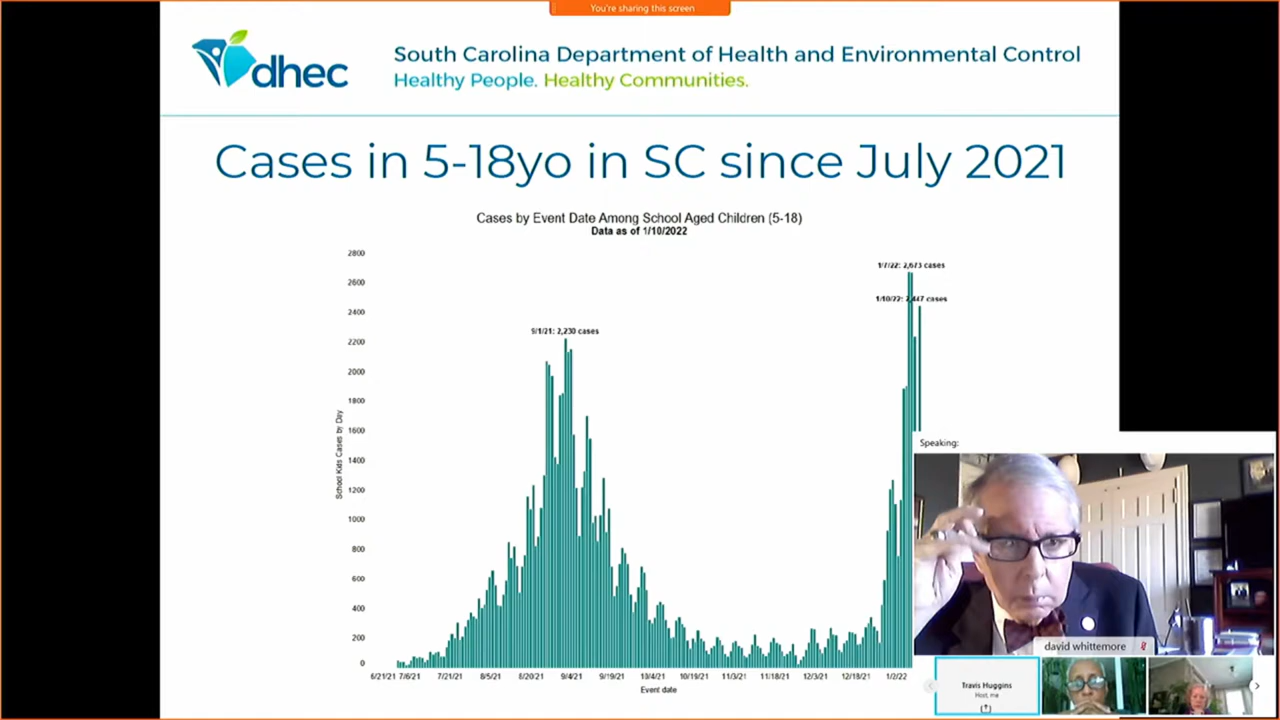 You're sharing this screen
dhec
South Carolina Department of Health and Environmental Control
Healthy People. Healthy Communities.
Cases in 5-18yo in SC since July 2021
Cases by Event Date Among School Aged Children (5-18)
Data as of 1/10/2022
2800
2600
2400
2200
2000
1800
1600
1400
1200
1000
800
600
400
200
0
School Kids Cases by Day
9/1/21: 2,230 cases
1/7/22: 2,673 cases
1/10/22: 2,447 cases
6/21/21 7/6/21 7/21/21 8/5/21 8/20/21 9/4/21 9/19/21 10/4/21 10/19/21 11/3/21 11/18/21 12/3/21 12/18/21 1/2/22
Event date
Speaking:
david whittemore
Travis Huggins
Host, me